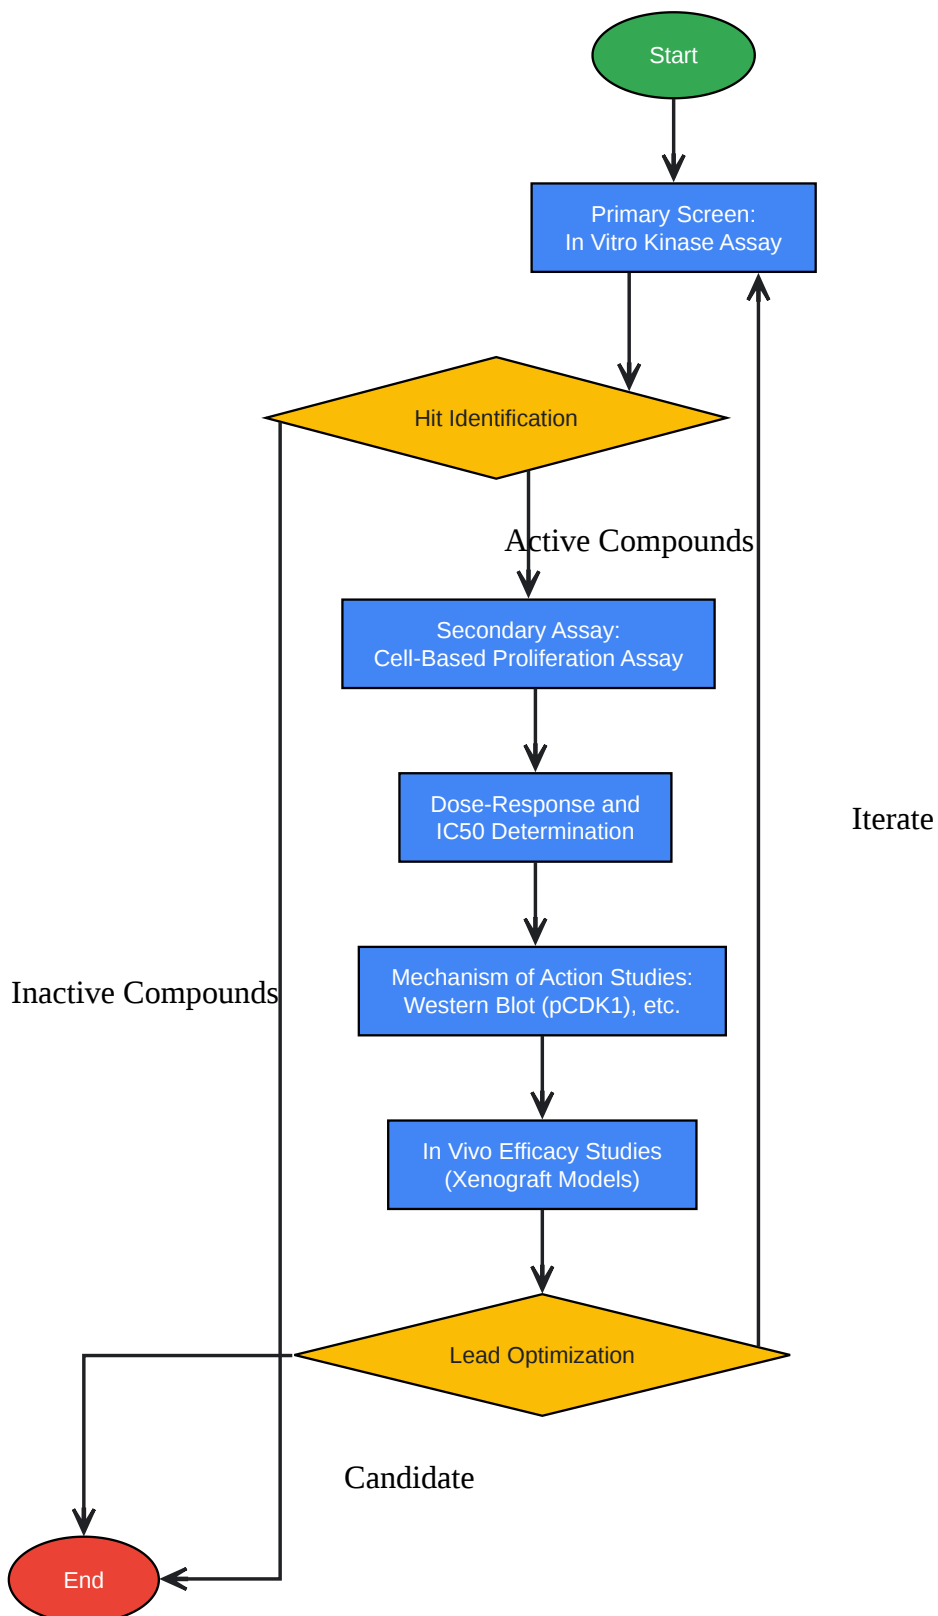 Start
Primary Screen:
In Vitro Kinase Assay
Hit Identification
Active Compounds
Secondary Assay:
Cell-Based Proliferation Assay
Dose-Response and
IC50 Determination
Iterate
Mechanism of Action Studies:
Western Blot (pCDK1), etc.
Inactive Compounds
In Vivo Efficacy Studies
(Xenograft Models)
Lead Optimization
Candidate
End